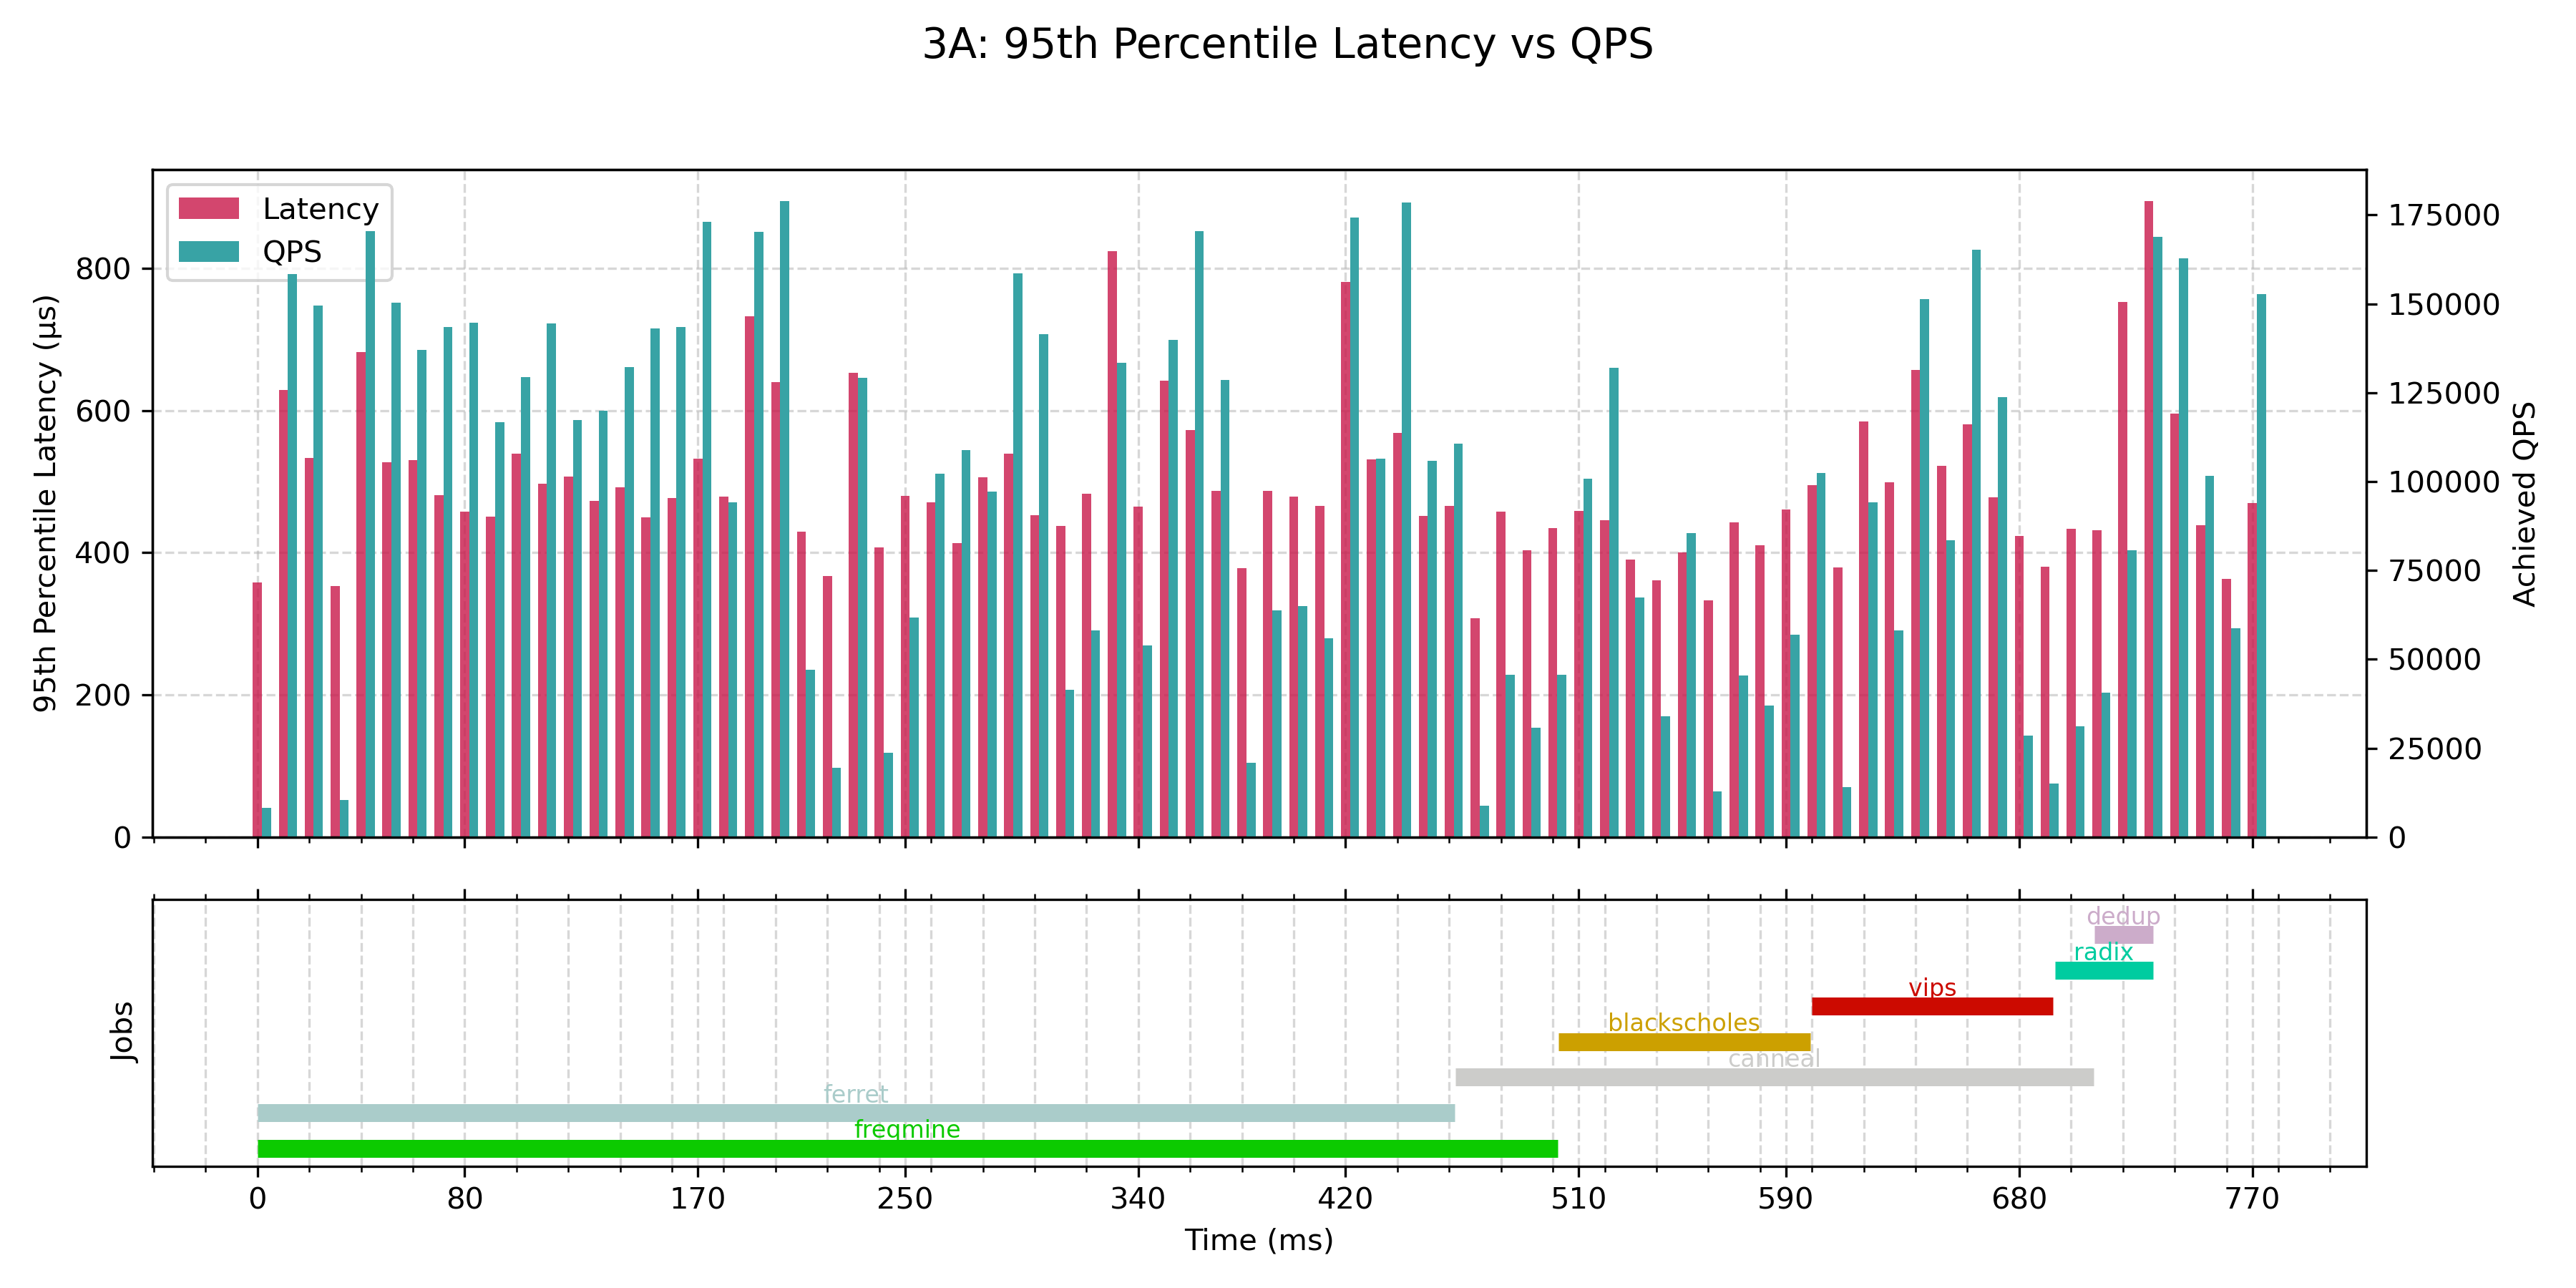 3A: 95th Percentile Latency vs QPS
Latency
QPS
95th Percentile Latency (µs)
800
600
400
200
0
175000
150000
125000
100000
75000
50000
25000
0
Achieved QPS
Jobs
dedup
radix
vips
blackscholes
canneal
ferret
freqmine
0 80 170 250 340 420 510 590 680 770
Time (ms)